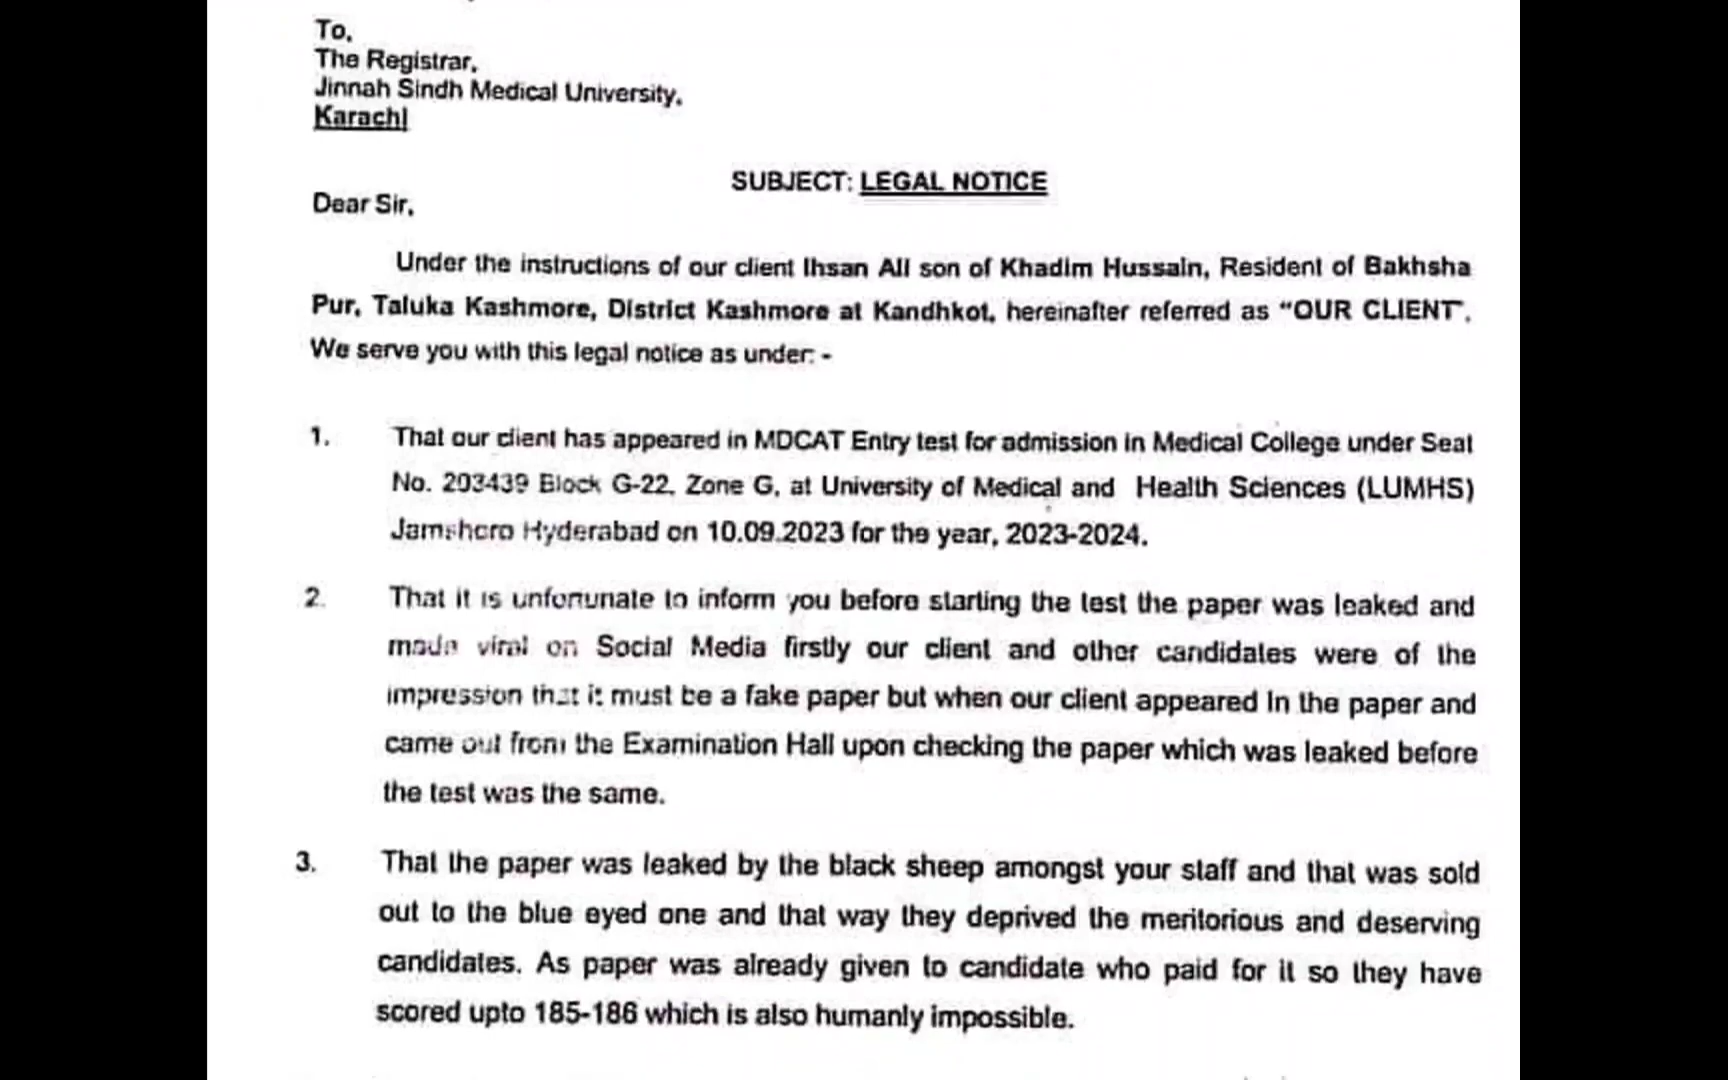 To,
The Registrar,
Jinnah Sindh Medical University,
Karachi
SUBJECT: LEGAL NOTICE
Dear Sir,
Under the instructions of our client Ihsan Ali son of Khadim Hussain, Resident of Bakhsha
Pur, Taluka Kashmore, District Kashmore at Kandhkot, hereinafter referred as "OUR CLIENT".
We serve you with this legal notice as under: -
1. That our client has appeared in MDCAT Entry test for admission in Medical College under Seat
No. 203439 Block G-22, Zone G, at University of Medical and Health Sciences (LUMHS)
Jamshoro Hyderabad on 10.09.2023 for the year, 2023-2024.
2. That it is unfortunate to inform you before starting the test the paper was leaked and
made viral on Social Media firstly our client and other candidates were of the
impression that it must be a fake paper but when our client appeared in the paper and
came out from the Examination Hall upon checking the paper which was leaked before
the test was the same.
3. That the paper was leaked by the black sheep amongst your staff and that was sold
out to the blue eyed one and that way they deprived the meritorious and deserving
candidates. As paper was already given to candidate who paid for it so they have
scored upto 185-186 which is also humanly impossible.